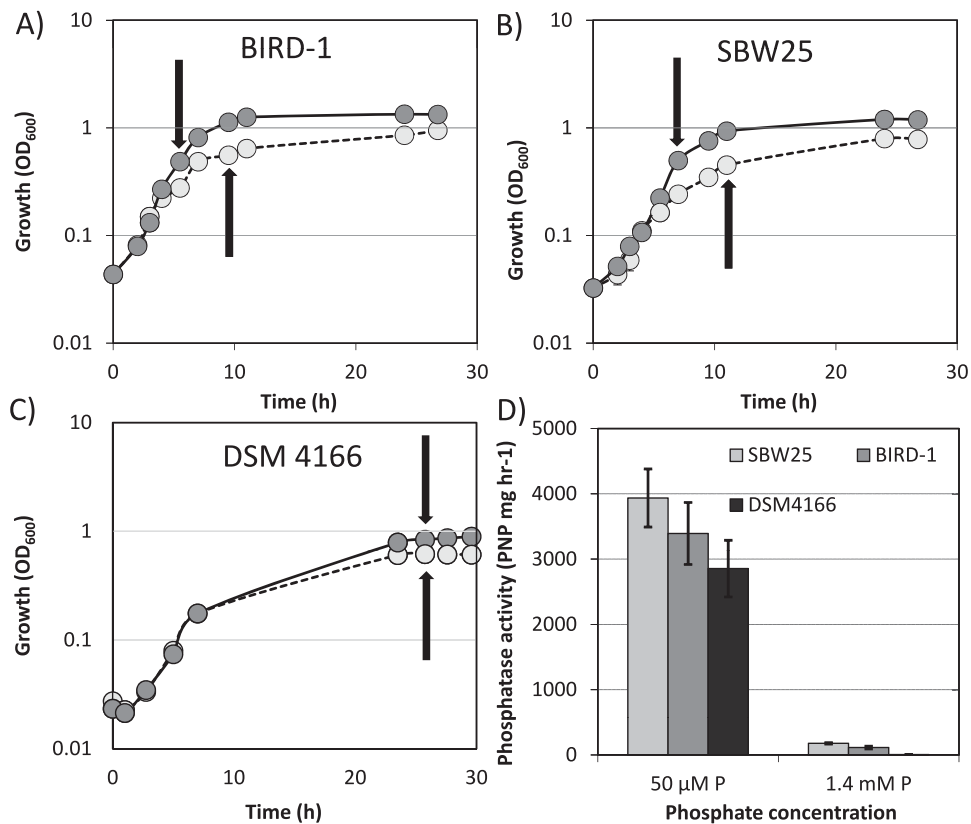 A)
BIRD-1
Growth (OD600)
10
1
0.1
0.01
0 10 20 30
Time (h)
B)
SBW25
Growth (OD600)
10
1
0.1
0.01
0 10 20 30
Time (h)
C)
DSM 4166
Growth (OD600)
10
1
0.1
0.01
0 10 20 30
Time (h)
D)
Phosphatase activity (PNP mg hr-1)
5000
4000
3000
2000
1000
0
SBW25 BIRD-1
DSM4166
50 µM P 1.4 mM P
Phosphate concentration